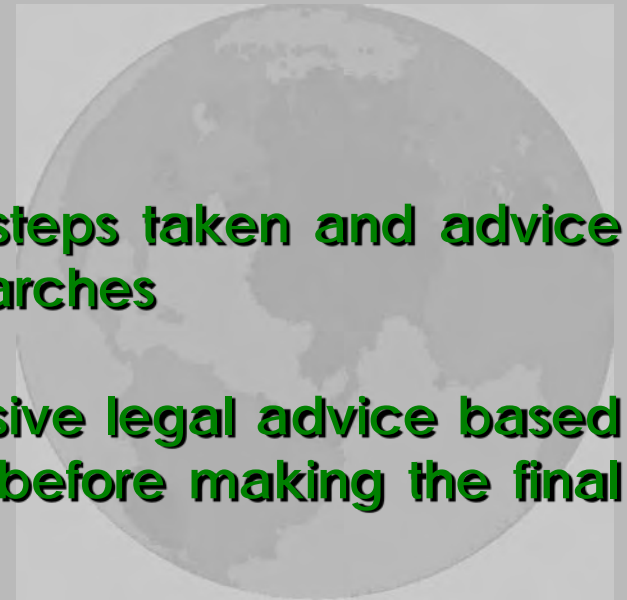 steps taken and advice
arches
sive legal advice based
before making the final